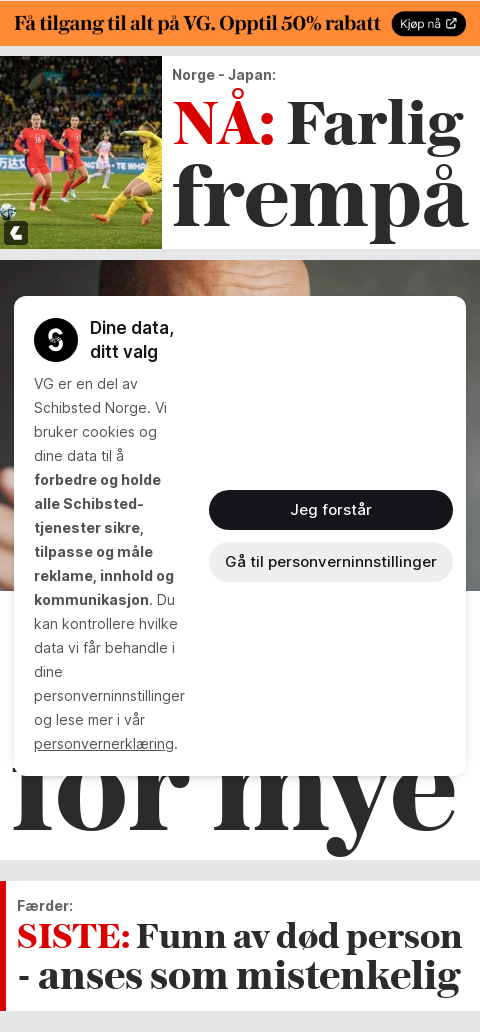 Få tilgang til alt på VG. Opptil 50% rabatt
Kjøp nå
Norge - Japan:
NÅ: Farlig
frempå
Dine data,
ditt valg
VG er en del av
Schibsted Norge. Vi
bruker cookies og
dine data til å
forbedre og holde
alle Schibsted-
tjenester sikre,
tilpasse og måle
reklame, innhold og
kommunikasjon. Du
kan kontrollere hvilke
data vi får behandle i
dine
personverninnstillinger
og lese mer i vår
personvernerklæring.
Jeg forstår
Gå til personverninnstillinger
for mye
Færder:
SISTE: Funn av død person
- anses som mistenkelig